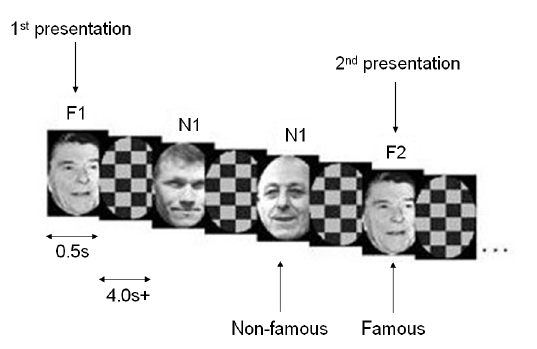 1st presentation
2nd presentation
F1
N1
N1
F2
0.5s
4.0s+
...
Non-famous
Famous